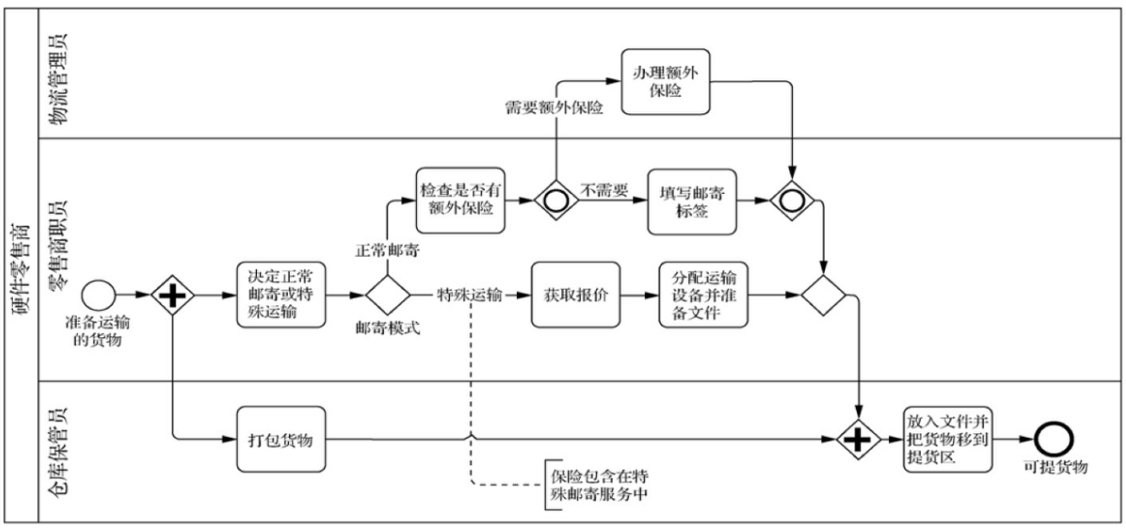 硬件零售商
物流管理员
办理额外
保险
需要额外保险
零售商职员
检查是否有
额外保险
不需要
填写邮寄
标签
正常邮寄
准备运输
的货物
决定正常
邮寄或特
殊运输
邮寄模式
特殊运输
获取报价
分配运输
设备并准
备文件
仓库保管员
打包货物
保险包含在特
殊邮寄服务中
放入文件并
把货物移到
提货区
可提货物